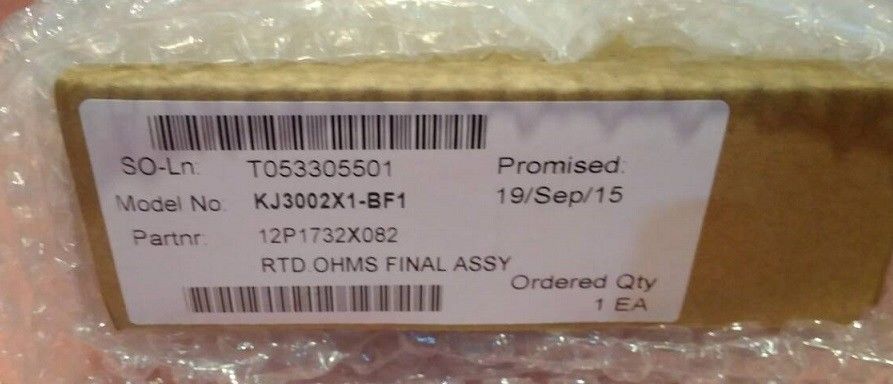 SO-Ln: T053305501
Promised:
Model No: KJ3002X1-BF1
19/Sep/15
Partnr: 12P1732X082
RTD.OHMS FINAL ASSY
Ordered Qty
1 EA